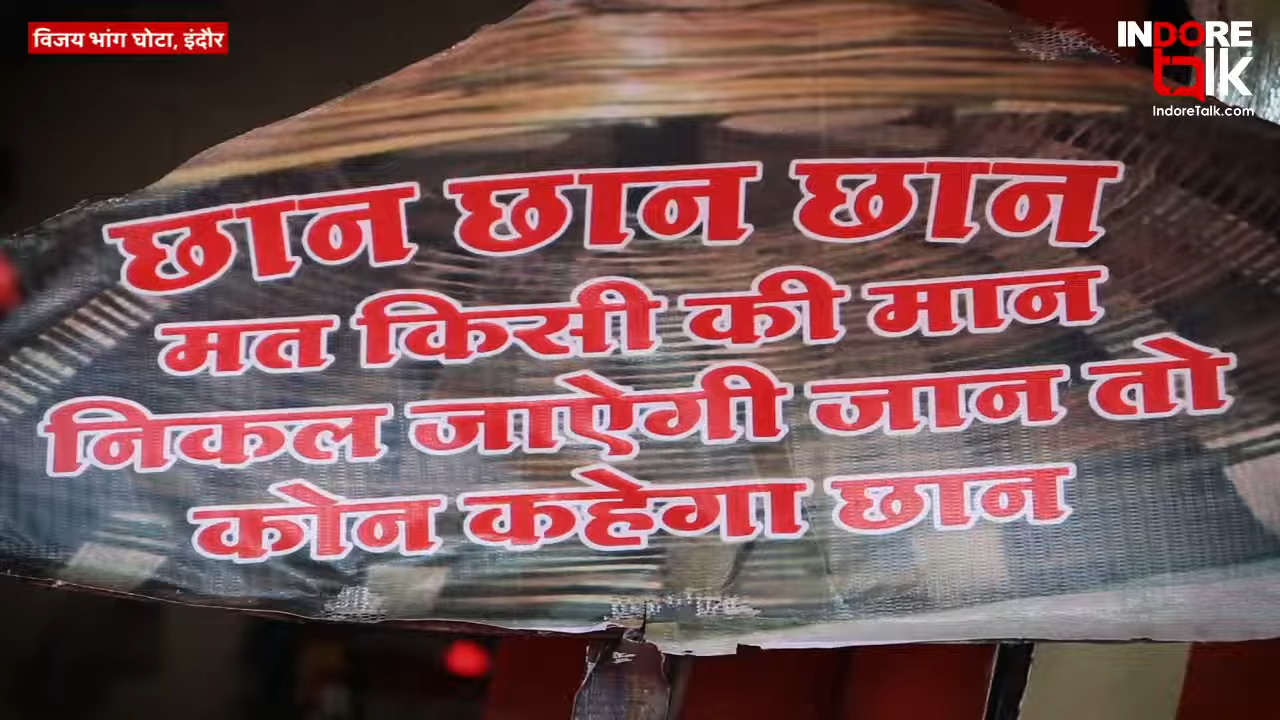 विजय भांग घोटा, इंदौर
INDORE
talk
IndoreTalk.com
छान छान छान
मत किसी की मान
निकल जाऐगी जान तो
कोन कहेगा छान